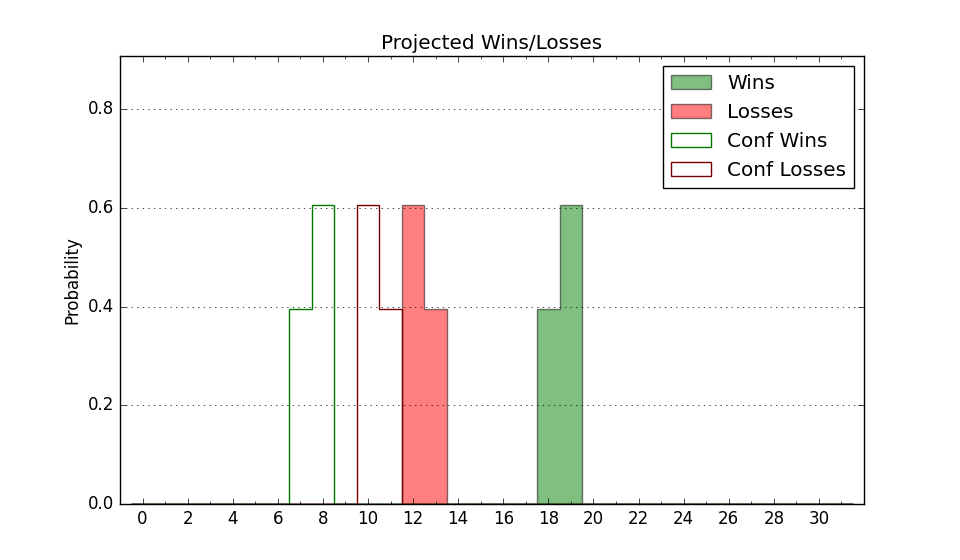 Projected Wins/Losses
Wins
Losses
Conf Wins
Conf Losses
Probability
0.8
0.6
0.4
0.2
0.0
0 2 4 6 8 10 12 14 16 18 20 22 24 26 28 30